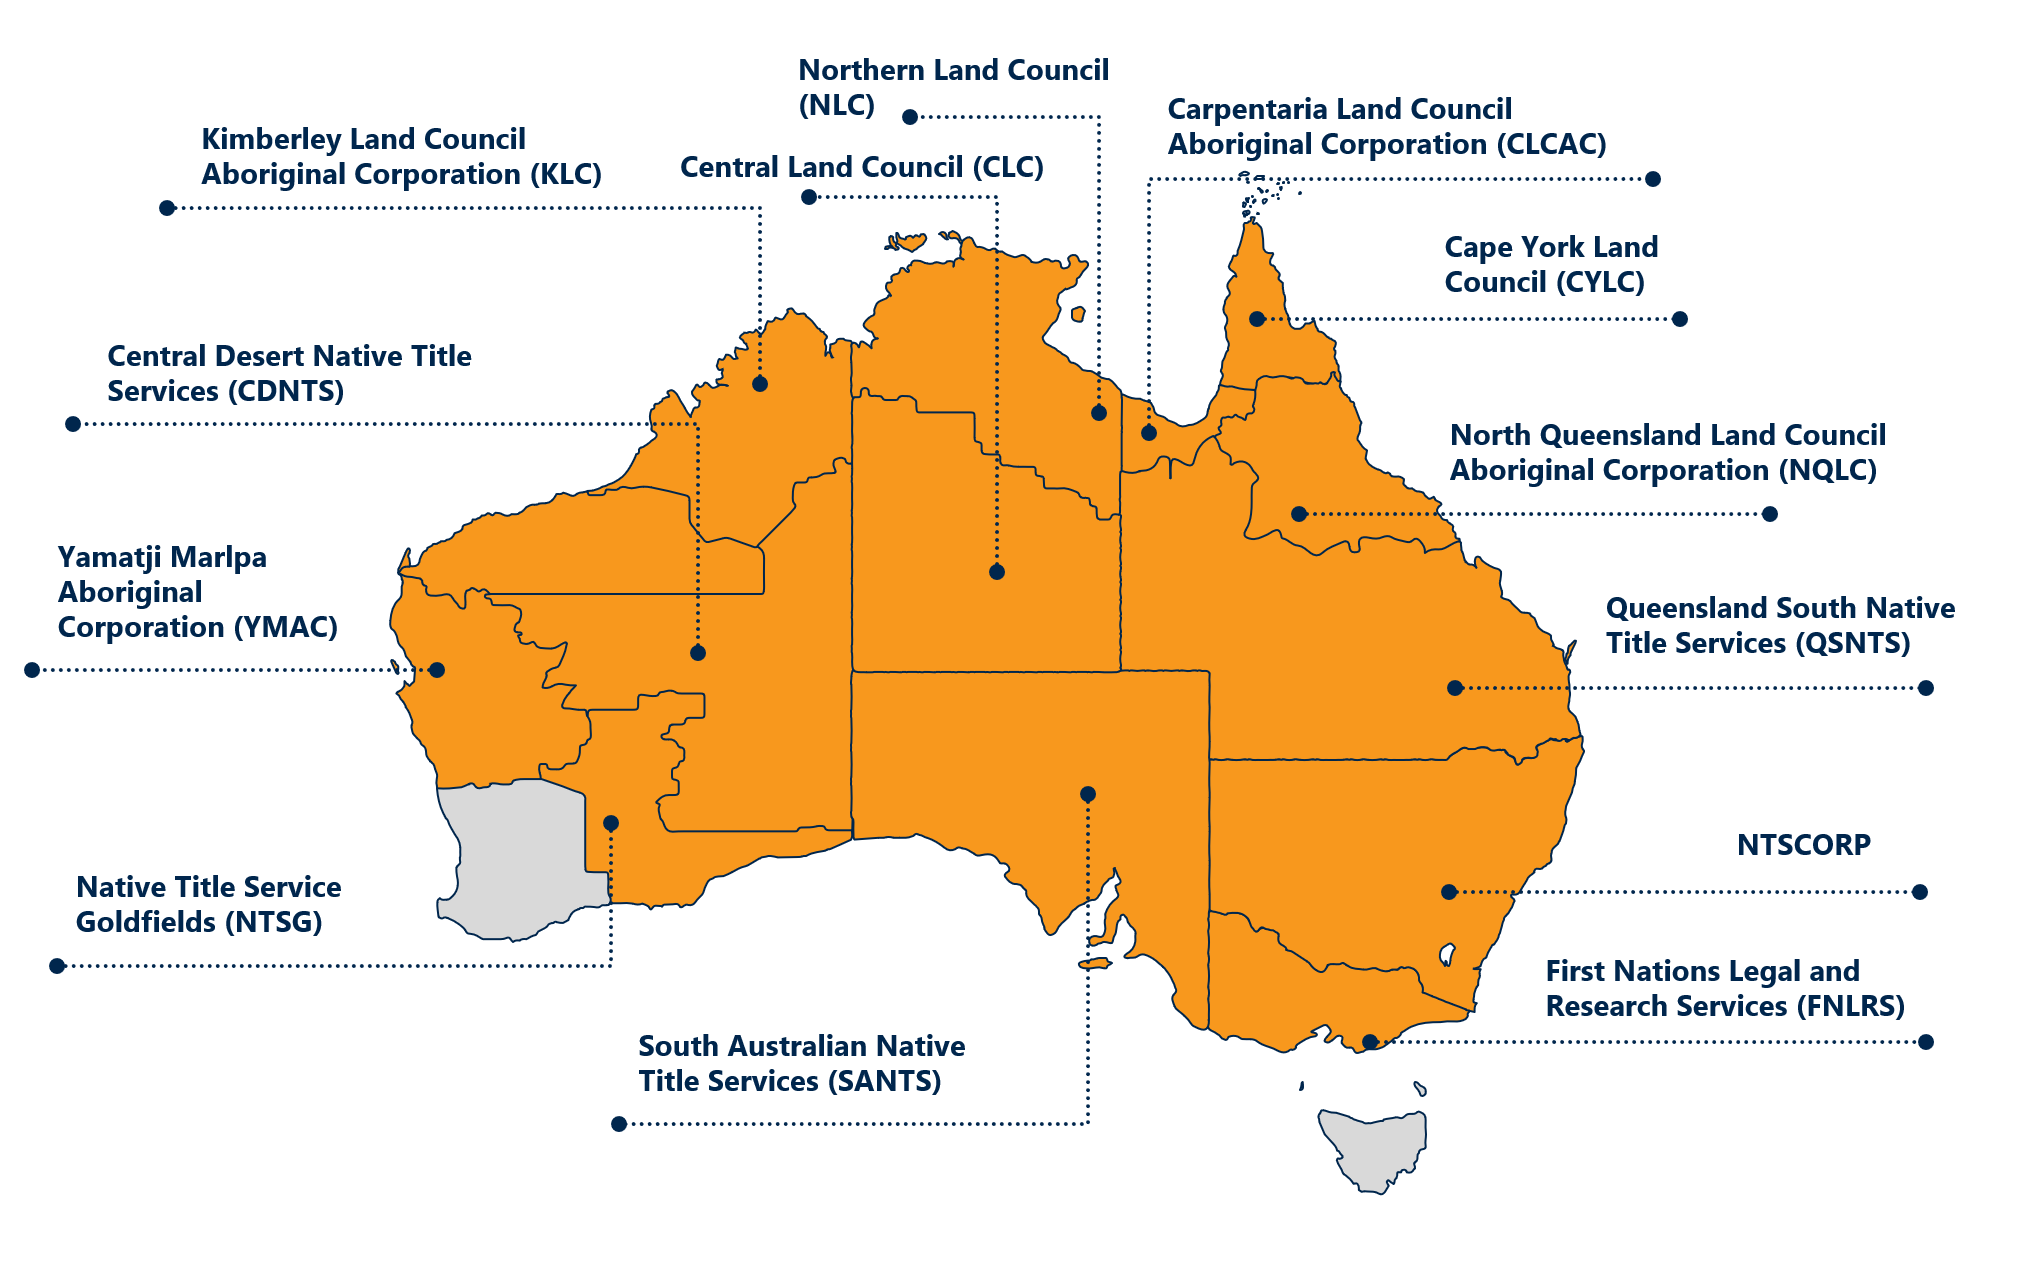 Northern Land Council
(NLC)
Carpentaria Land Council
Aboriginal Corporation (CLCAC)
Kimberley Land Council
Aboriginal Corporation (KLC)
Central Land Council (CLC)
Cape York Land
Council (CYLC)
Central Desert Native Title
Services (CDNTS)
North Queensland Land Council
Aboriginal Corporation (NQLC)
Yamatji Marlpa
Aboriginal
Corporation (YMAC)
Queensland South Native
Title Services (QSNTS)
NTSCORP
Native Title Service
Goldfields (NTSG)
First Nations Legal and
Research Services (FNLRS)
South Australian Native
Title Services (SANTS)